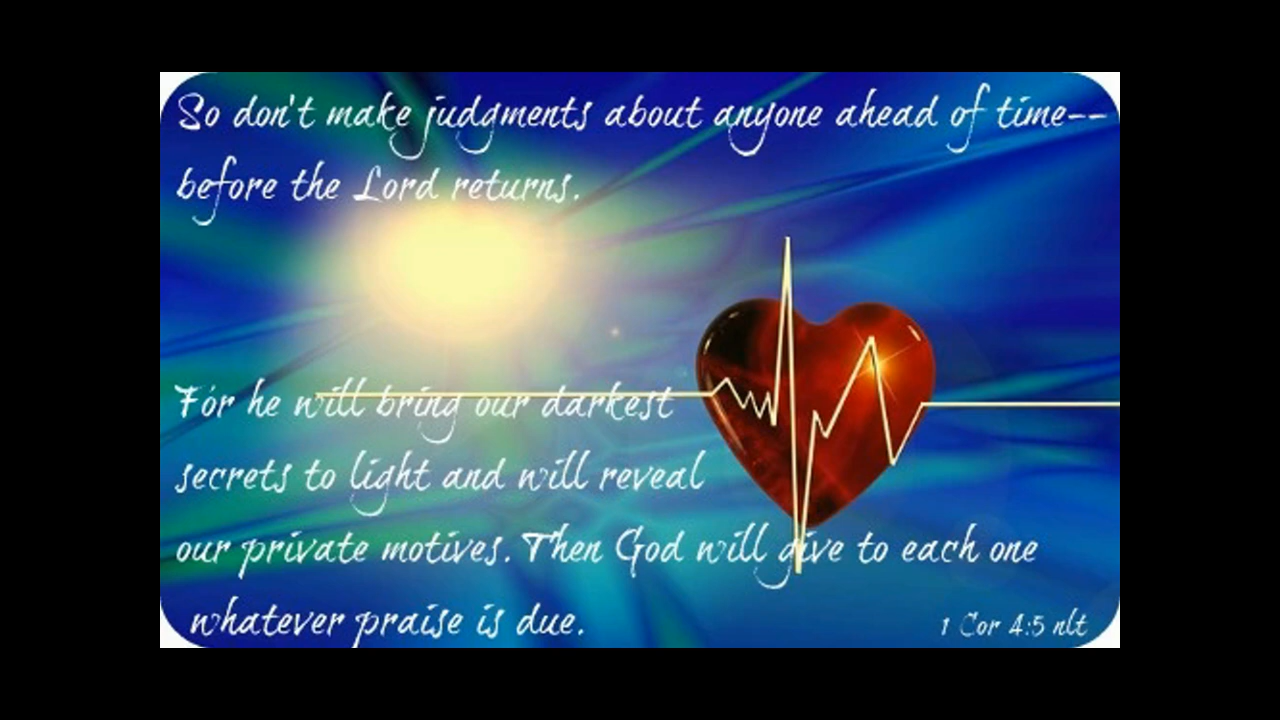 So don't make judgments about anyone ahead of time--
before the Lord returns.
For he will bring our darkest
secrets to light and will reveal
our private motives. Then God will give to each one
whatever praise is due.
1 Cor 4:5 nlt